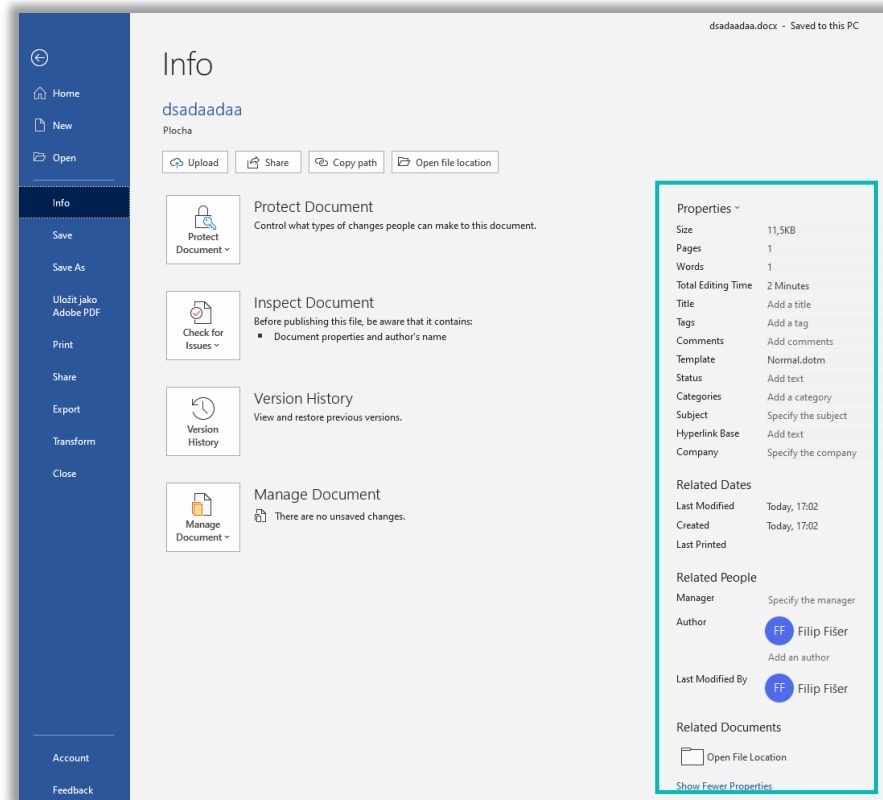 dsadaadaa.docx - Saved to this PC
Info
Home
New
Open
Info
Save
Save As
Uložit jako
Adobe PDF
Print
Share
Export
Transform
Close
Account
Feedback
dsadaadaa
Plocha
Upload
Share
Copy path
Open file location
Protect
Document
Protect Document
Control what types of changes people can make to this document.
Check for
Issues
Inspect Document
Before publishing this file, be aware that it contains:
Document properties and author's name
Version
History
Version History
View and restore previous versions.
Manage
Document
Manage Document
There are no unsaved changes.
Properties
Size 11,5KB
Pages 1
Words 1
Total Editing Time 2 Minutes
Title Add a title
Tags Add a tag
Comments Add comments
Template Normal.dotm
Status Add text
Categories Add a category
Subject Specify the subject
Hyperlink Base Add text
Company Specify the company
Related Dates
Last Modified Today, 17:02
Created Today, 17:02
Last Printed
Related People
Manager Specify the manager
Author FF Filip Fišer
Add an author
Last Modified By FF Filip Fišer
Related Documents
Open File Location
Show Fewer Properties